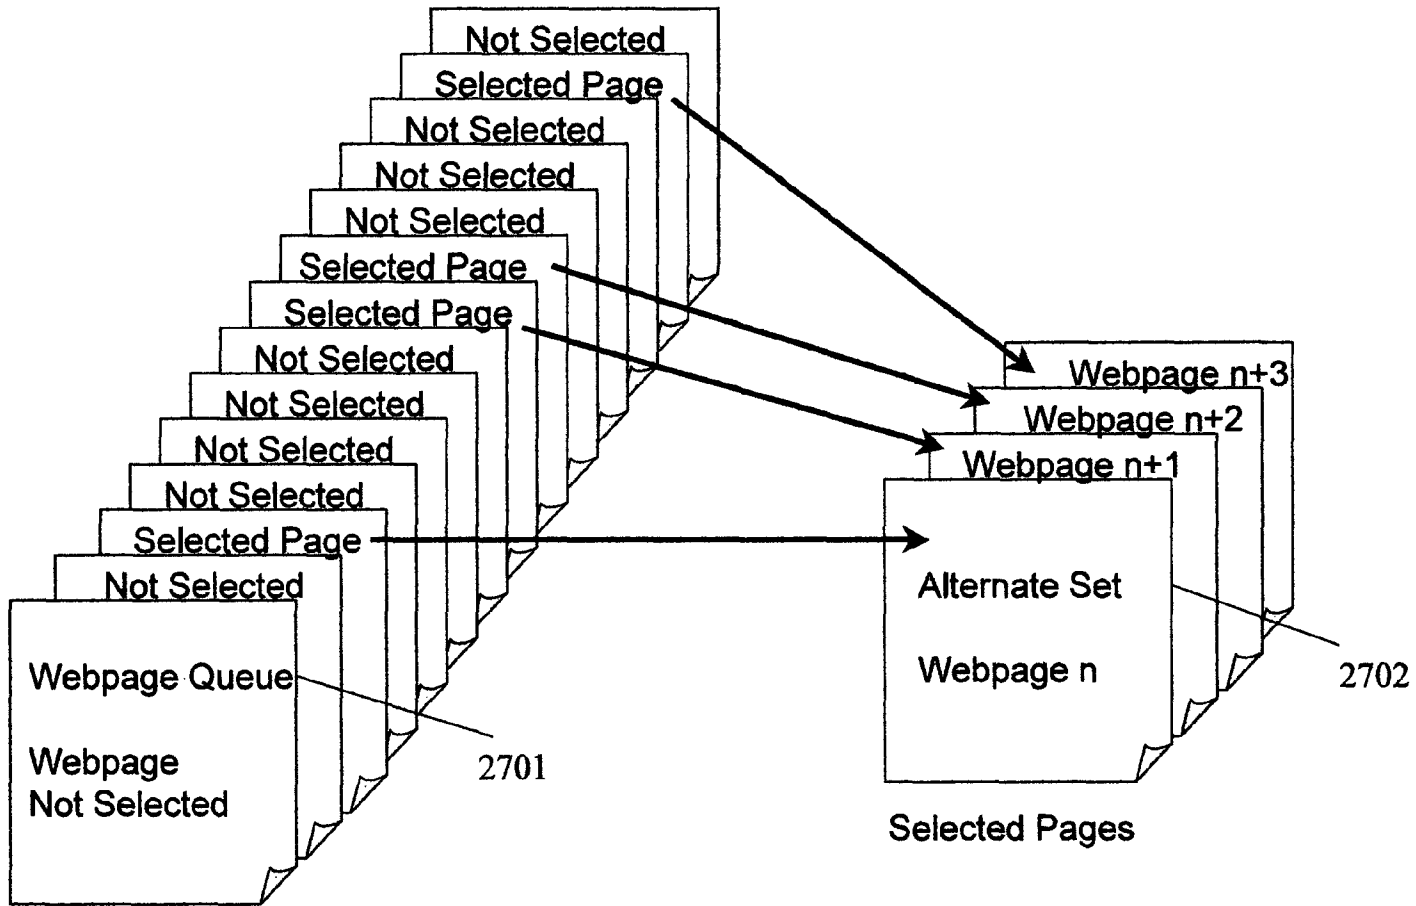 Not Selected
Selected Page
Not Selected
Not Selected
Not Selected
Selected Page
Selected Page
Not Selected
Not Selected
Not Selected
Not Selected
Selected Page
Not Selected
Webpage Queue
Webpage
Not Selected
2701
Webpage n+3
Webpage n+2
Webpage n+1
Alternate Set
Webpage n
2702
Selected Pages